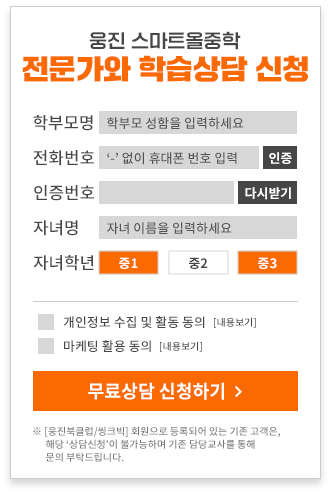 웅진 스마트올중학
전문가와 학습상담 신청
학부모명 학부모 성함을 입력하세요
전화번호 ‘-’ 없이 휴대폰 번호 입력 인증
인증번호 다시받기
자녀명 자녀 이름을 입력하세요
자녀학년 중1 중2 중3
개인정보 수집 및 활동 동의 [내용보기]
마케팅 활용 동의 [내용보기]
무료상담 신청하기 >
※ [웅진북클럽/씽크빅] 회원으로 등록되어 있는 기존 고객은,
해당 ‘상담신청’이 불가능하며 기존 담당교사를 통해
문의 부탁드립니다.